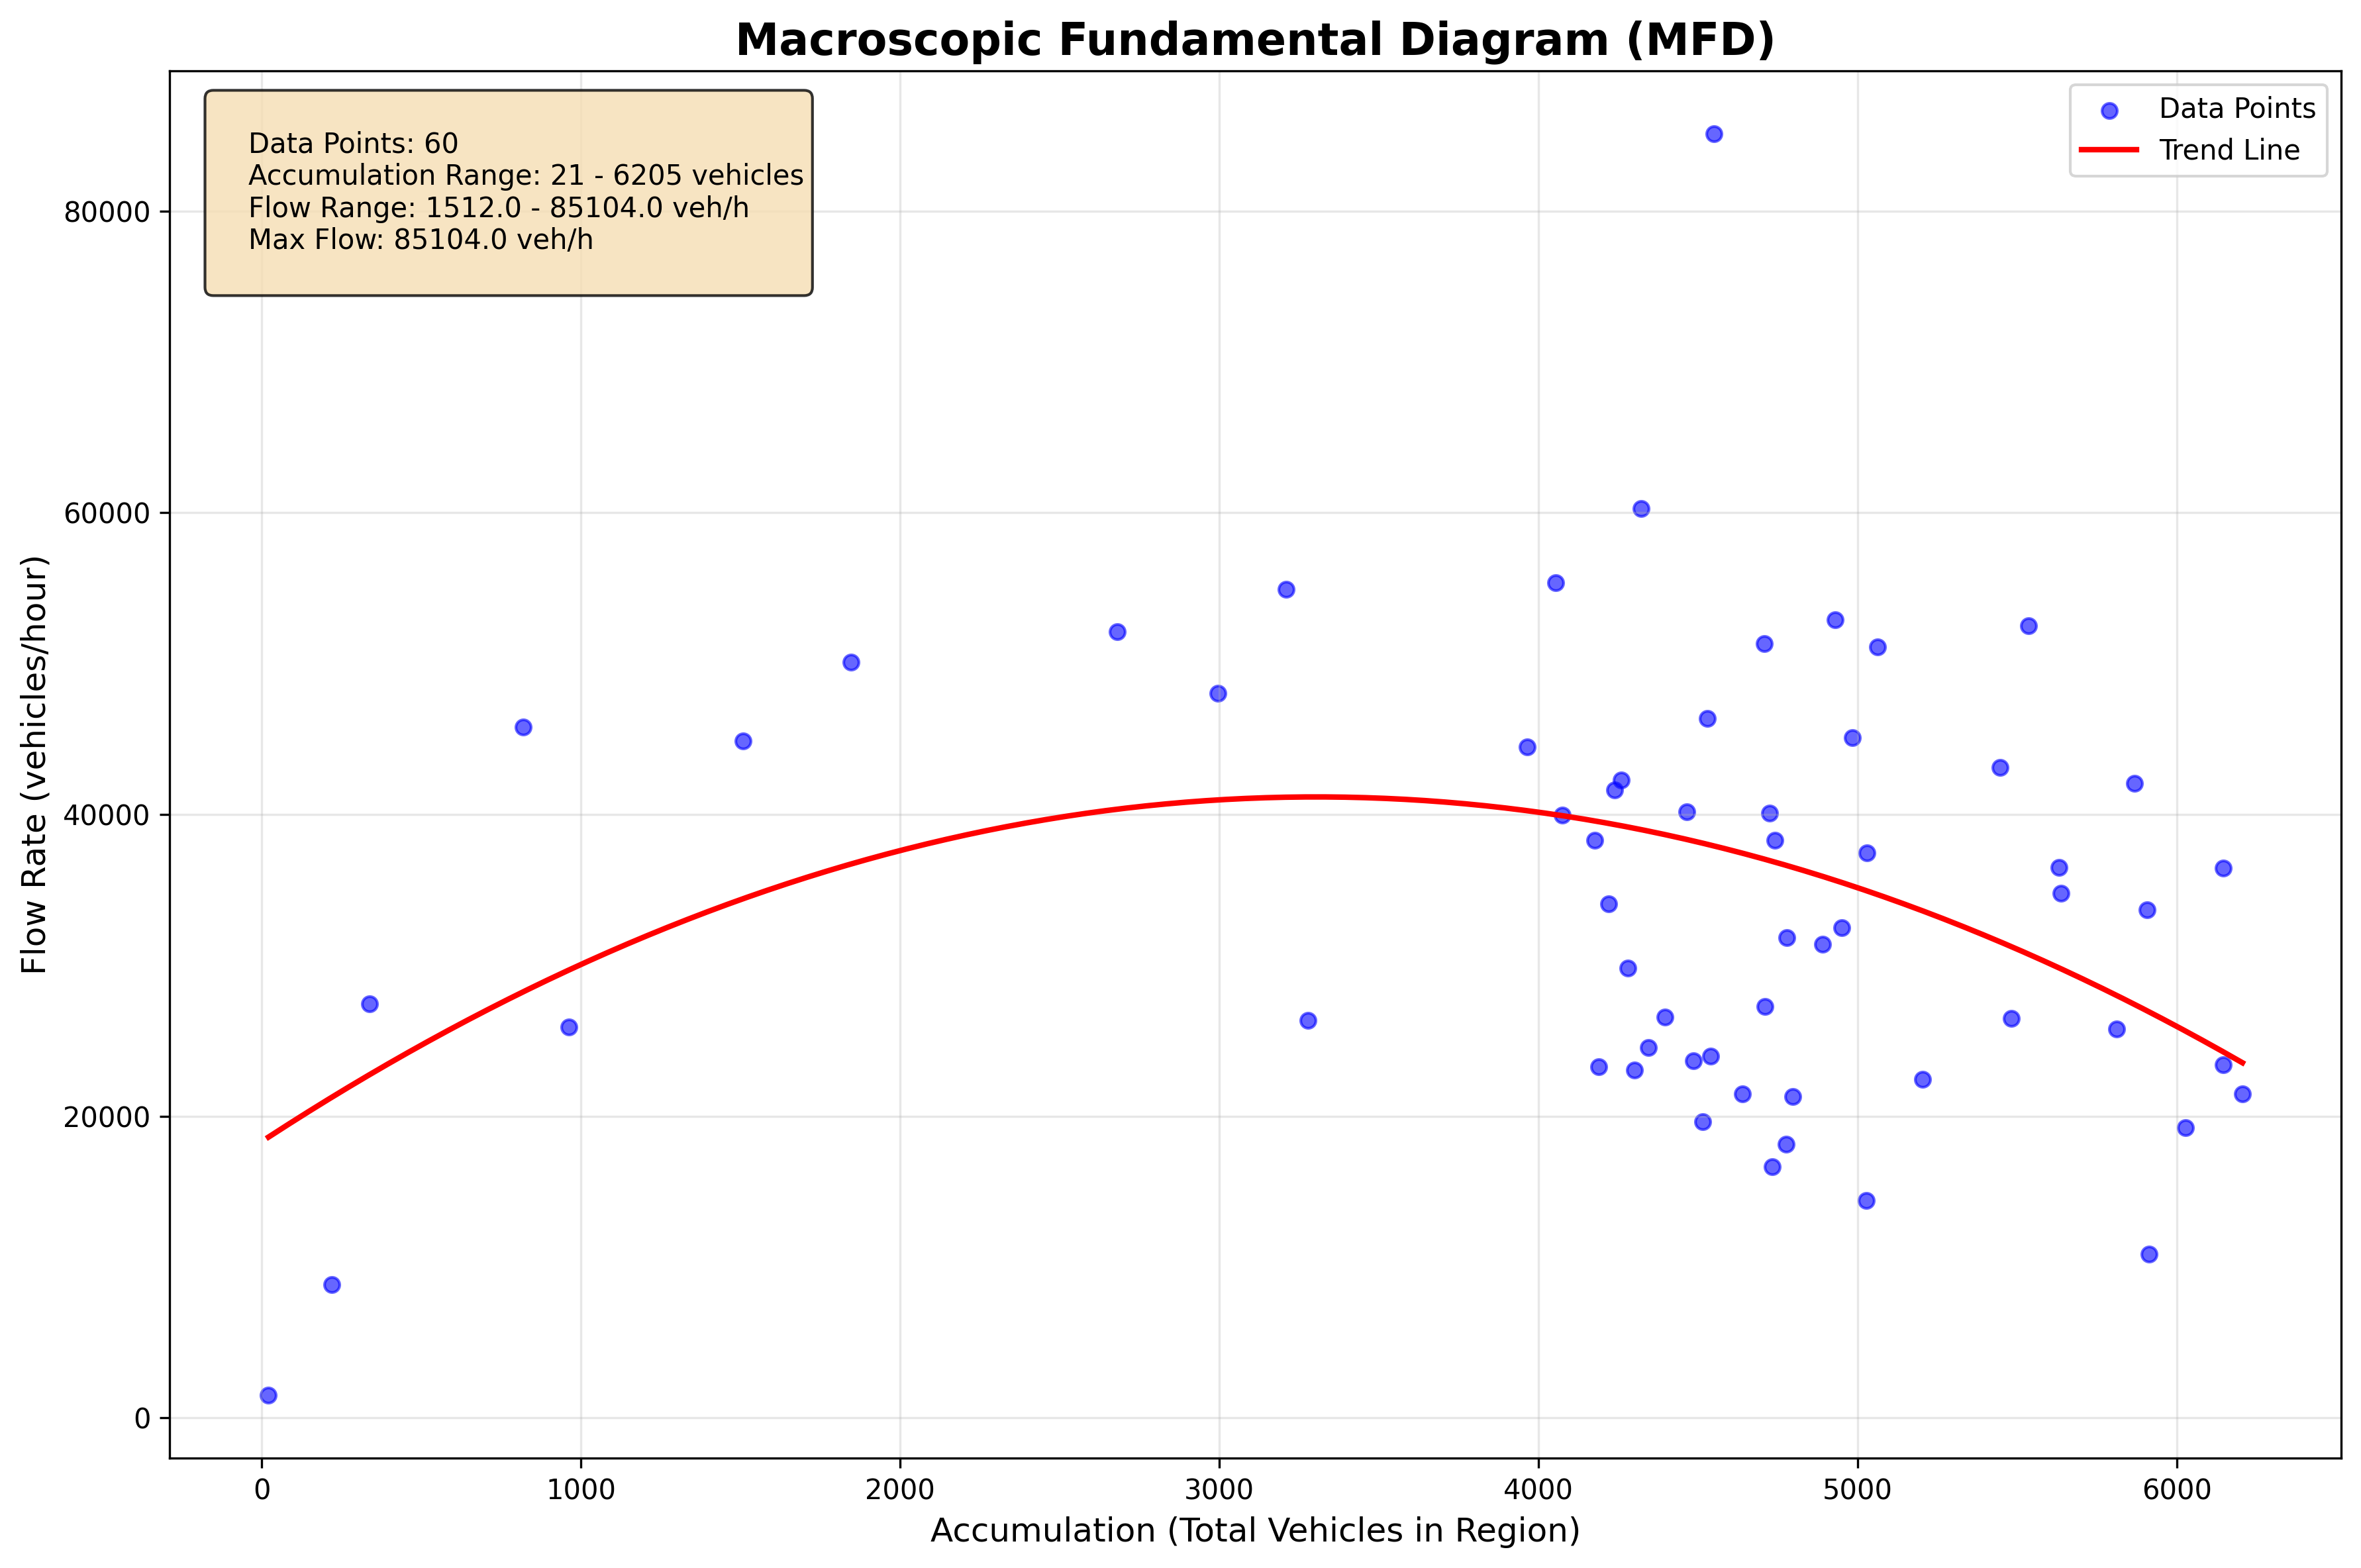 Macroscopic Fundamental Diagram (MFD)
Data Points: 60
Accumulation Range: 21 - 6205 vehicles
Flow Range: 1512.0 - 85104.0 veh/h
Max Flow: 85104.0 veh/h
Data Points
Trend Line
Flow Rate (vehicles/hour)
80000
60000
40000
20000
0
0 1000 2000 3000 4000 5000 6000
Accumulation (Total Vehicles in Region)